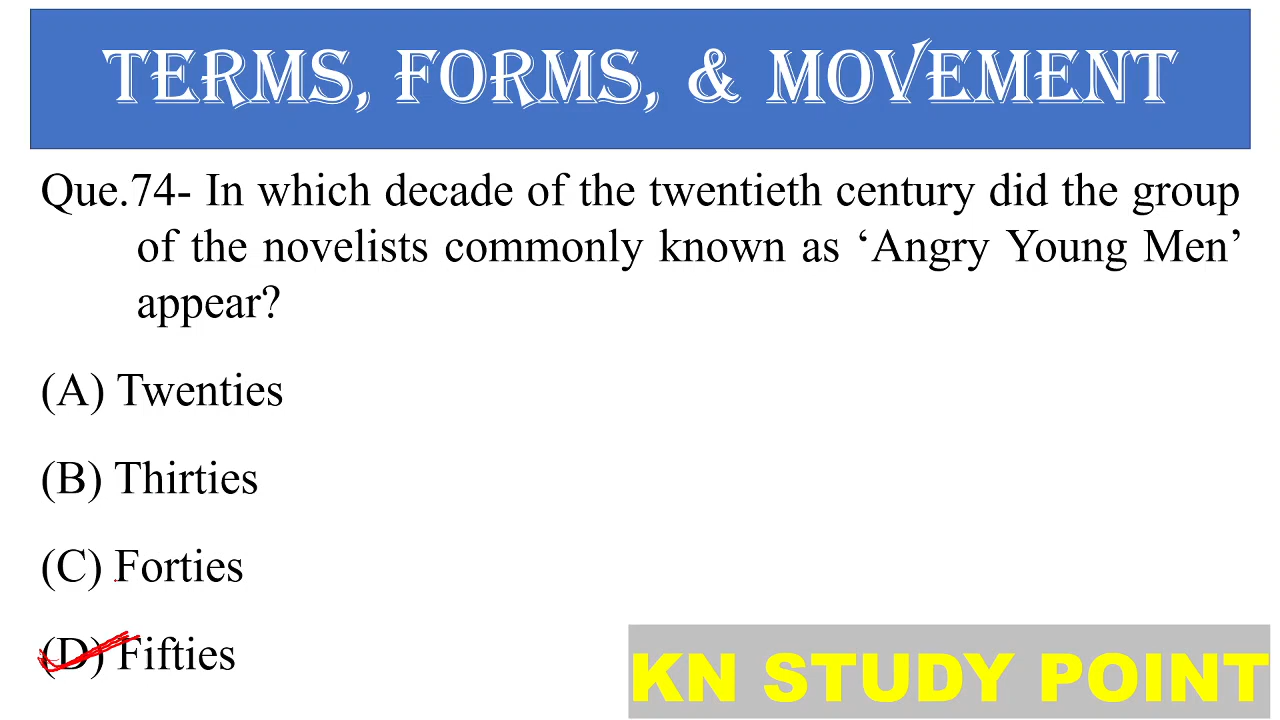 TERMS, FORMS, & MOVEMENT
Que.74- In which decade of the twentieth century did the group
of the novelists commonly known as ‘Angry Young Men’
appear?
(A) Twenties
(B) Thirties
(C) Forties
(D) Fifties
KN STUDY POINT